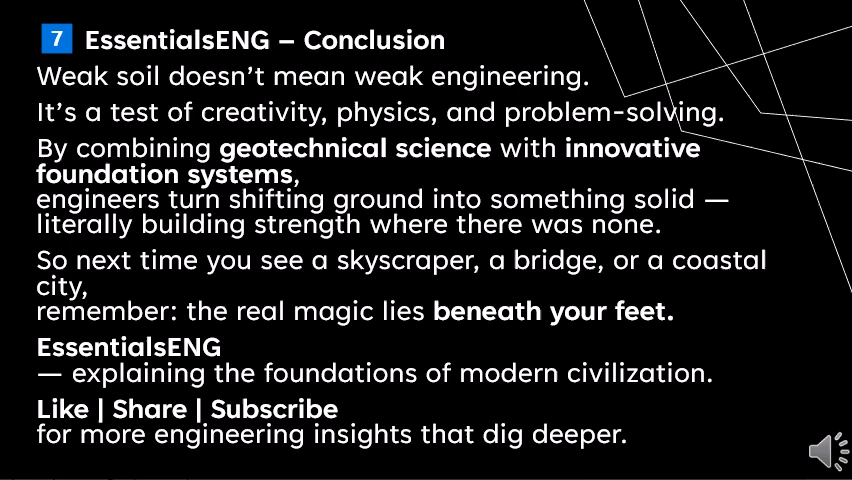 7 EssentialsENG – Conclusion
Weak soil doesn’t mean weak engineering.
It’s a test of creativity, physics, and problem-solving.
By combining geotechnical science with innovative
foundation systems,
engineers turn shifting ground into something solid —
literally building strength where there was none.
So next time you see a skyscraper, a bridge, or a coastal
city,
remember: the real magic lies beneath your feet.
EssentialsENG
— explaining the foundations of modern civilization.
Like | Share | Subscribe
for more engineering insights that dig deeper.